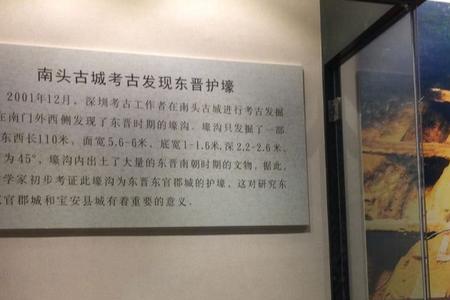 南头古城考古发现东晋护壕
2001年12月，深圳考古工作者在南头古城进行考古发掘
在南门外西侧发现了东晋时期的壕沟。壕沟只发掘了一部
东西长110米，面宽5.6-6米，底宽1-1.6米，深2.2-2.6米，
为45°，壕沟内出土了大量的东晋南朝时期的文物，据此，
学家初步考证此壕沟为东晋东官郡城的护壕，这对研究东
官郡城和宝安县城有着重要的意义。